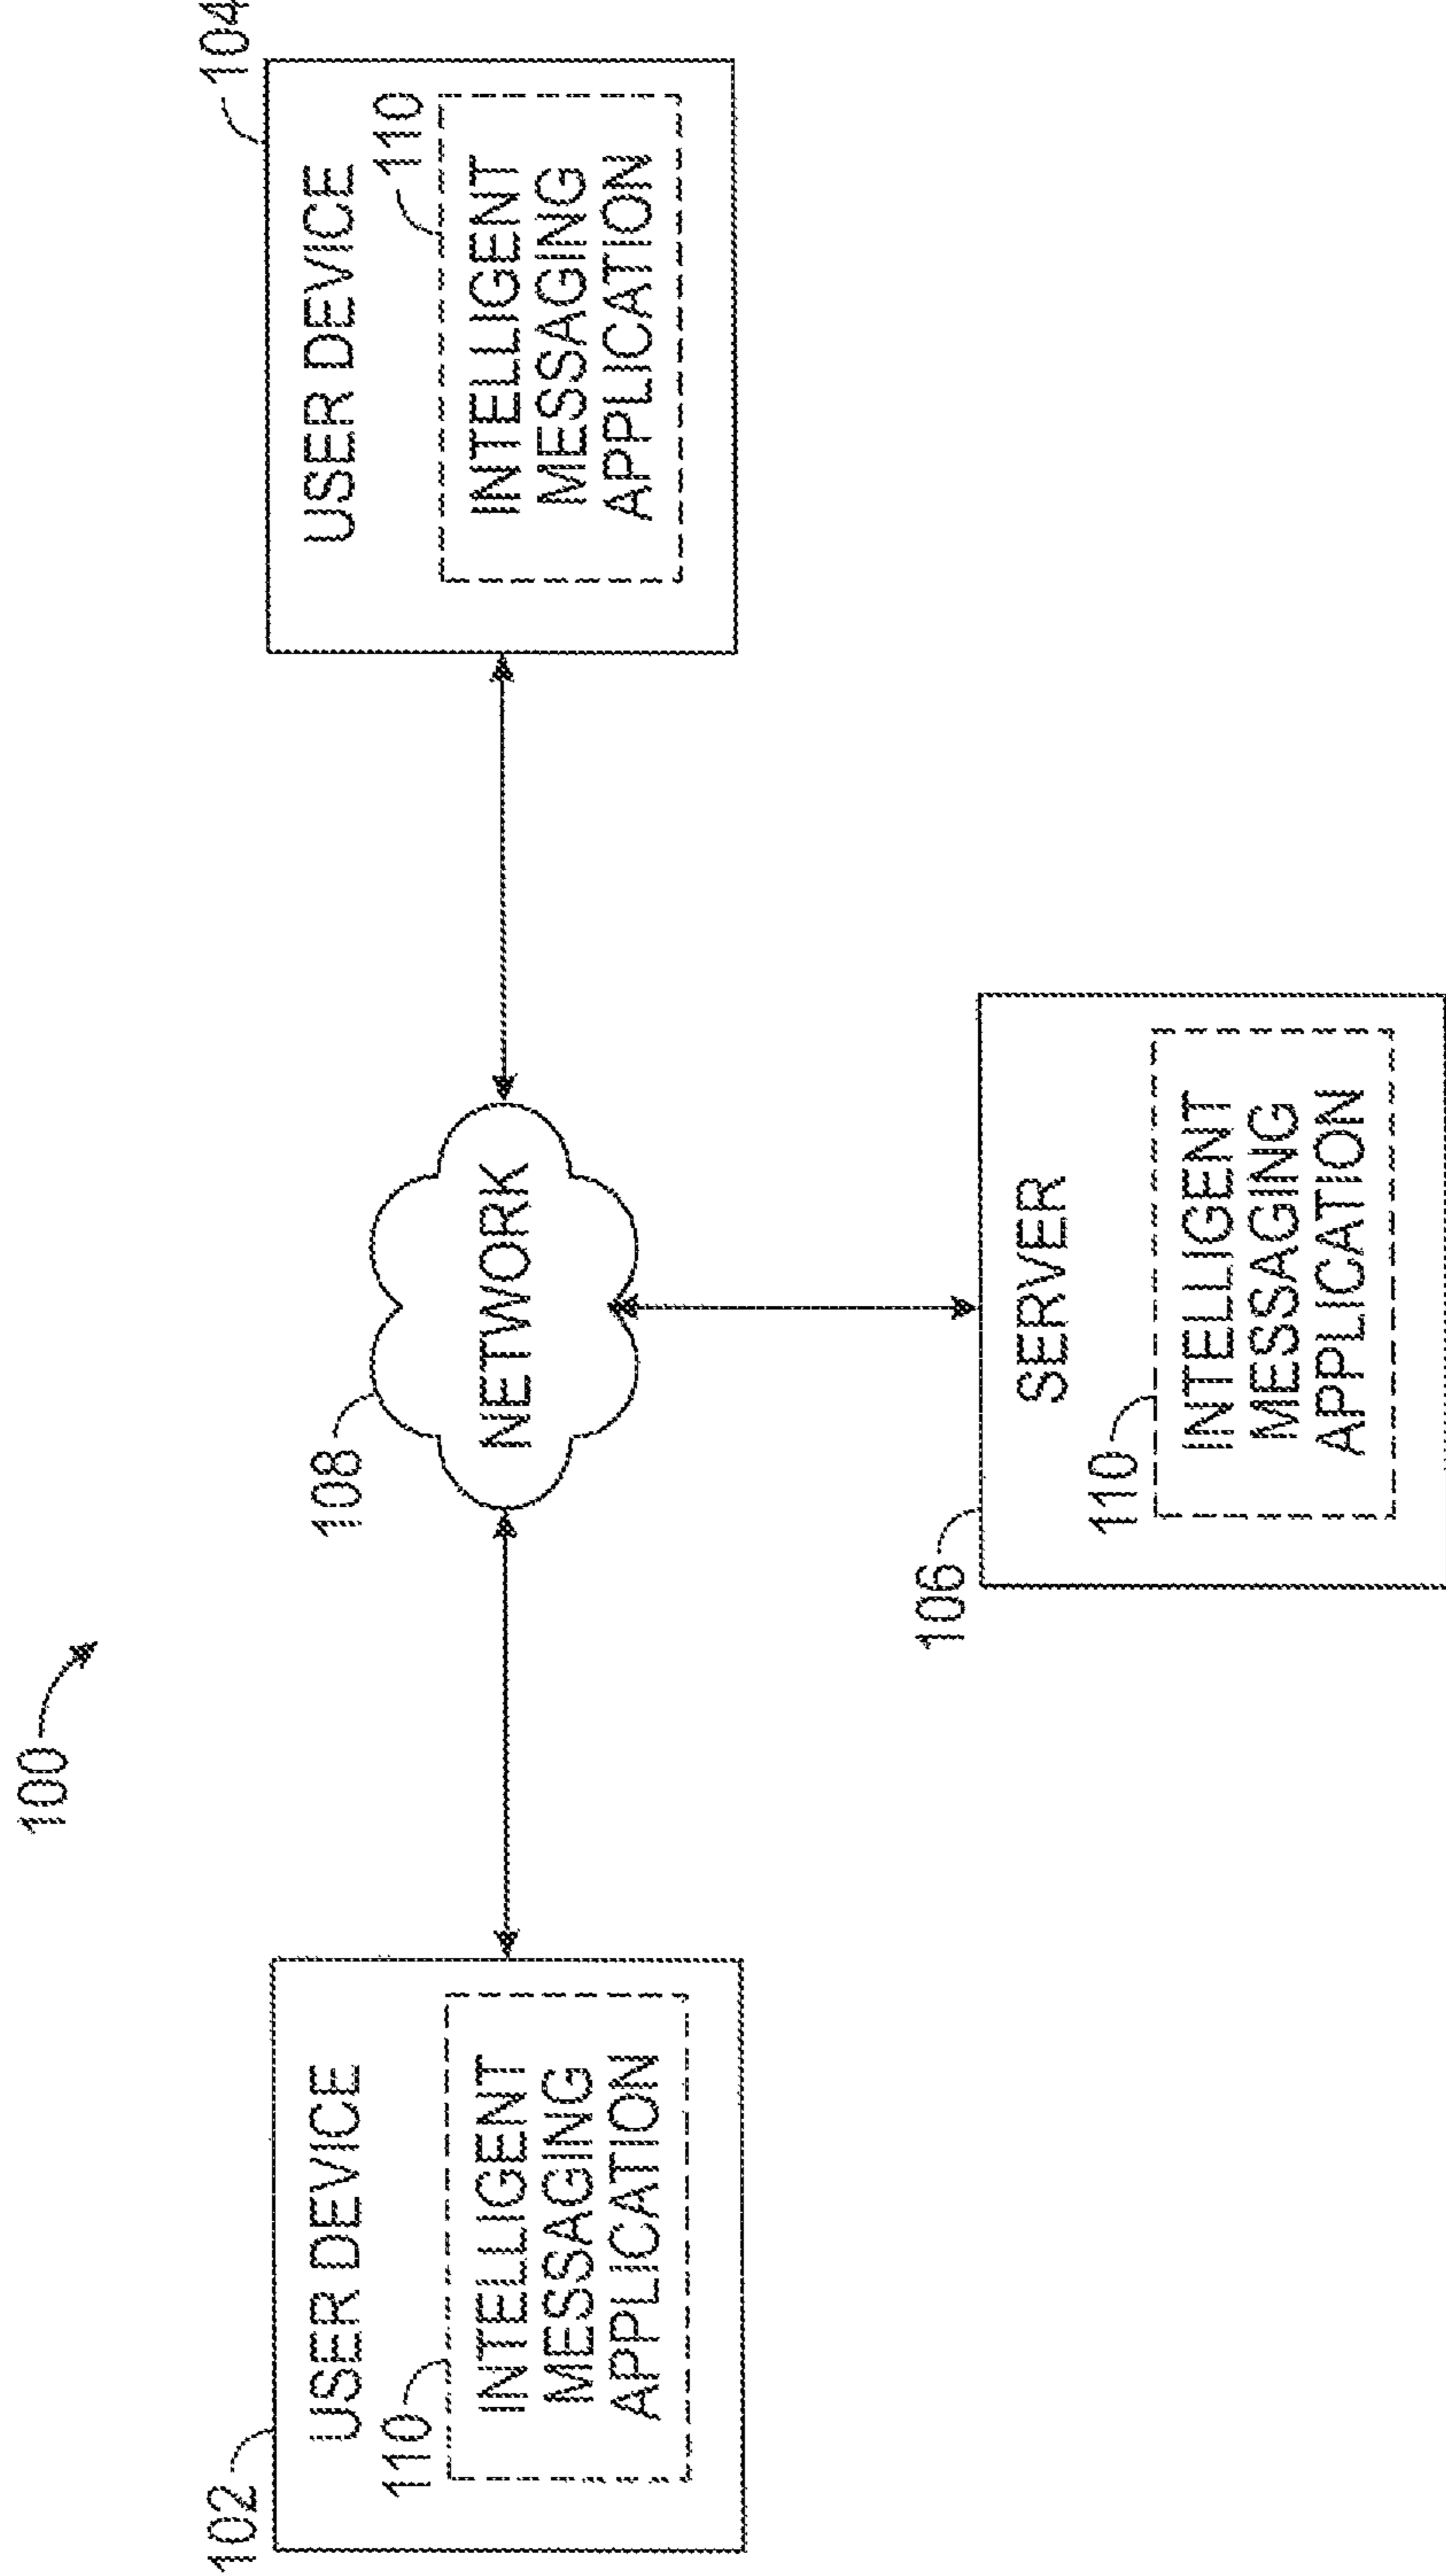 100
102
USER DEVICE
110
INTELLIGENT
MESSAGING
APPLICATION
108
NETWORK
104
USER DEVICE
110
INTELLIGENT
MESSAGING
APPLICATION
106
SERVER
110
INTELLIGENT
MESSAGING
APPLICATION